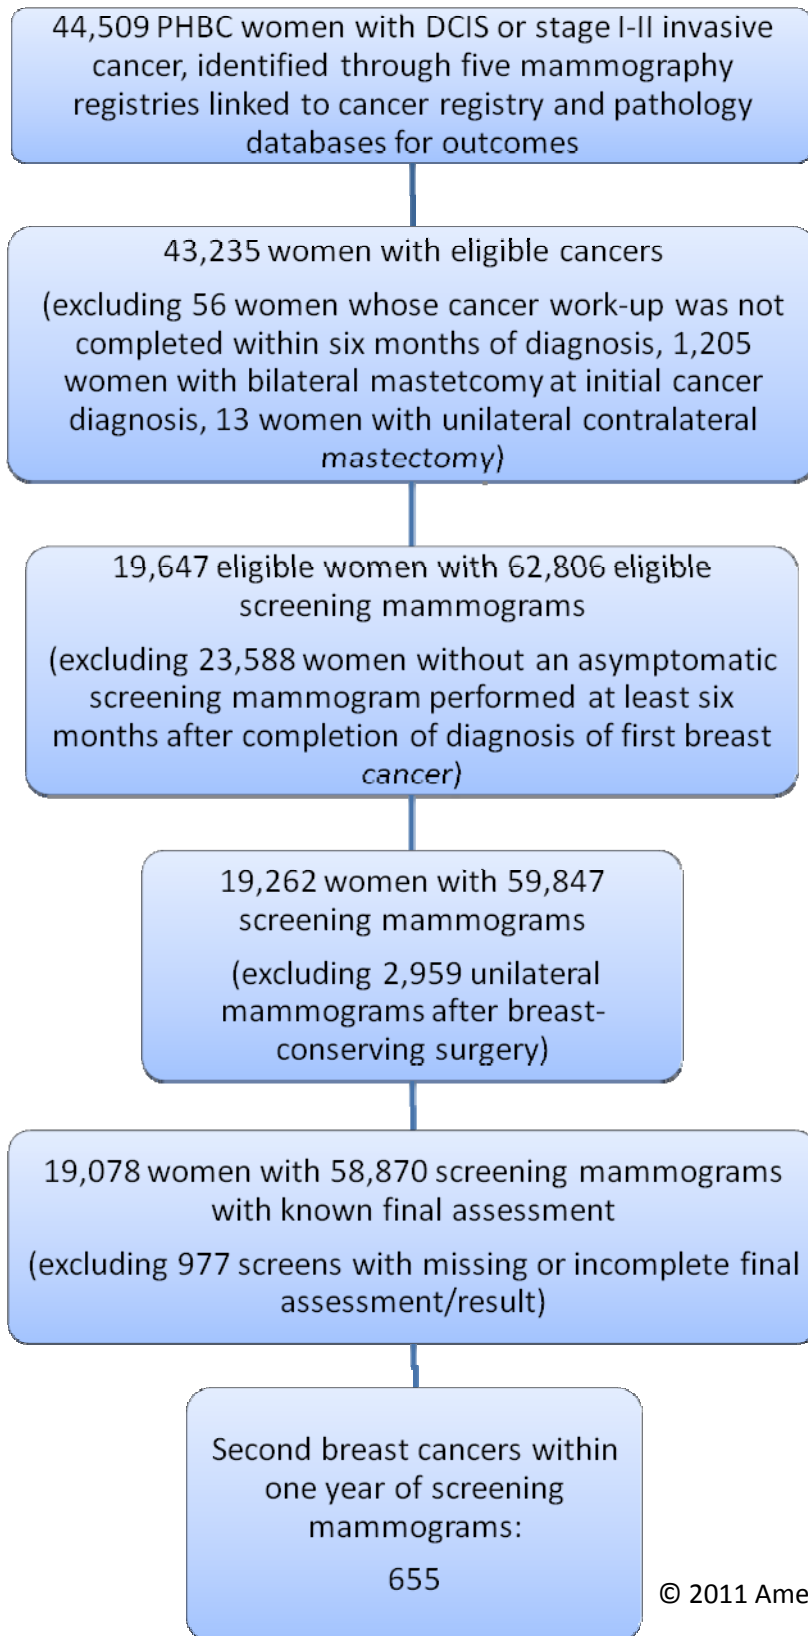 44,509 PHBC women with DCIS or stage I-II invasive
cancer, identified through five mammography
registries linked to cancer registry and pathology
databases for outcomes
43,235 women with eligible cancers
(excluding 56 women whose cancer work-up was not
completed within six months of diagnosis, 1,205
women with bilateral mastetcomy at initial cancer
diagnosis, 13 women with unilateral contralateral
mastectomy)
19,647 eligible women with 62,806 eligible
screening mammograms
(excluding 23,588 women without an asymptomatic
screening mammogram performed at least six
months after completion of diagnosis of first breast
cancer)
19,262 women with 59,847
screening mammograms
(excluding 2,959 unilateral
mammograms after breast-
conserving surgery)
19,078 women with 58,870 screening mammograms
with known final assessment
(excluding 977 screens with missing or incomplete final
assessment/result)
Second breast cancers within
one year of screening
mammograms:
655
© 2011 Ame